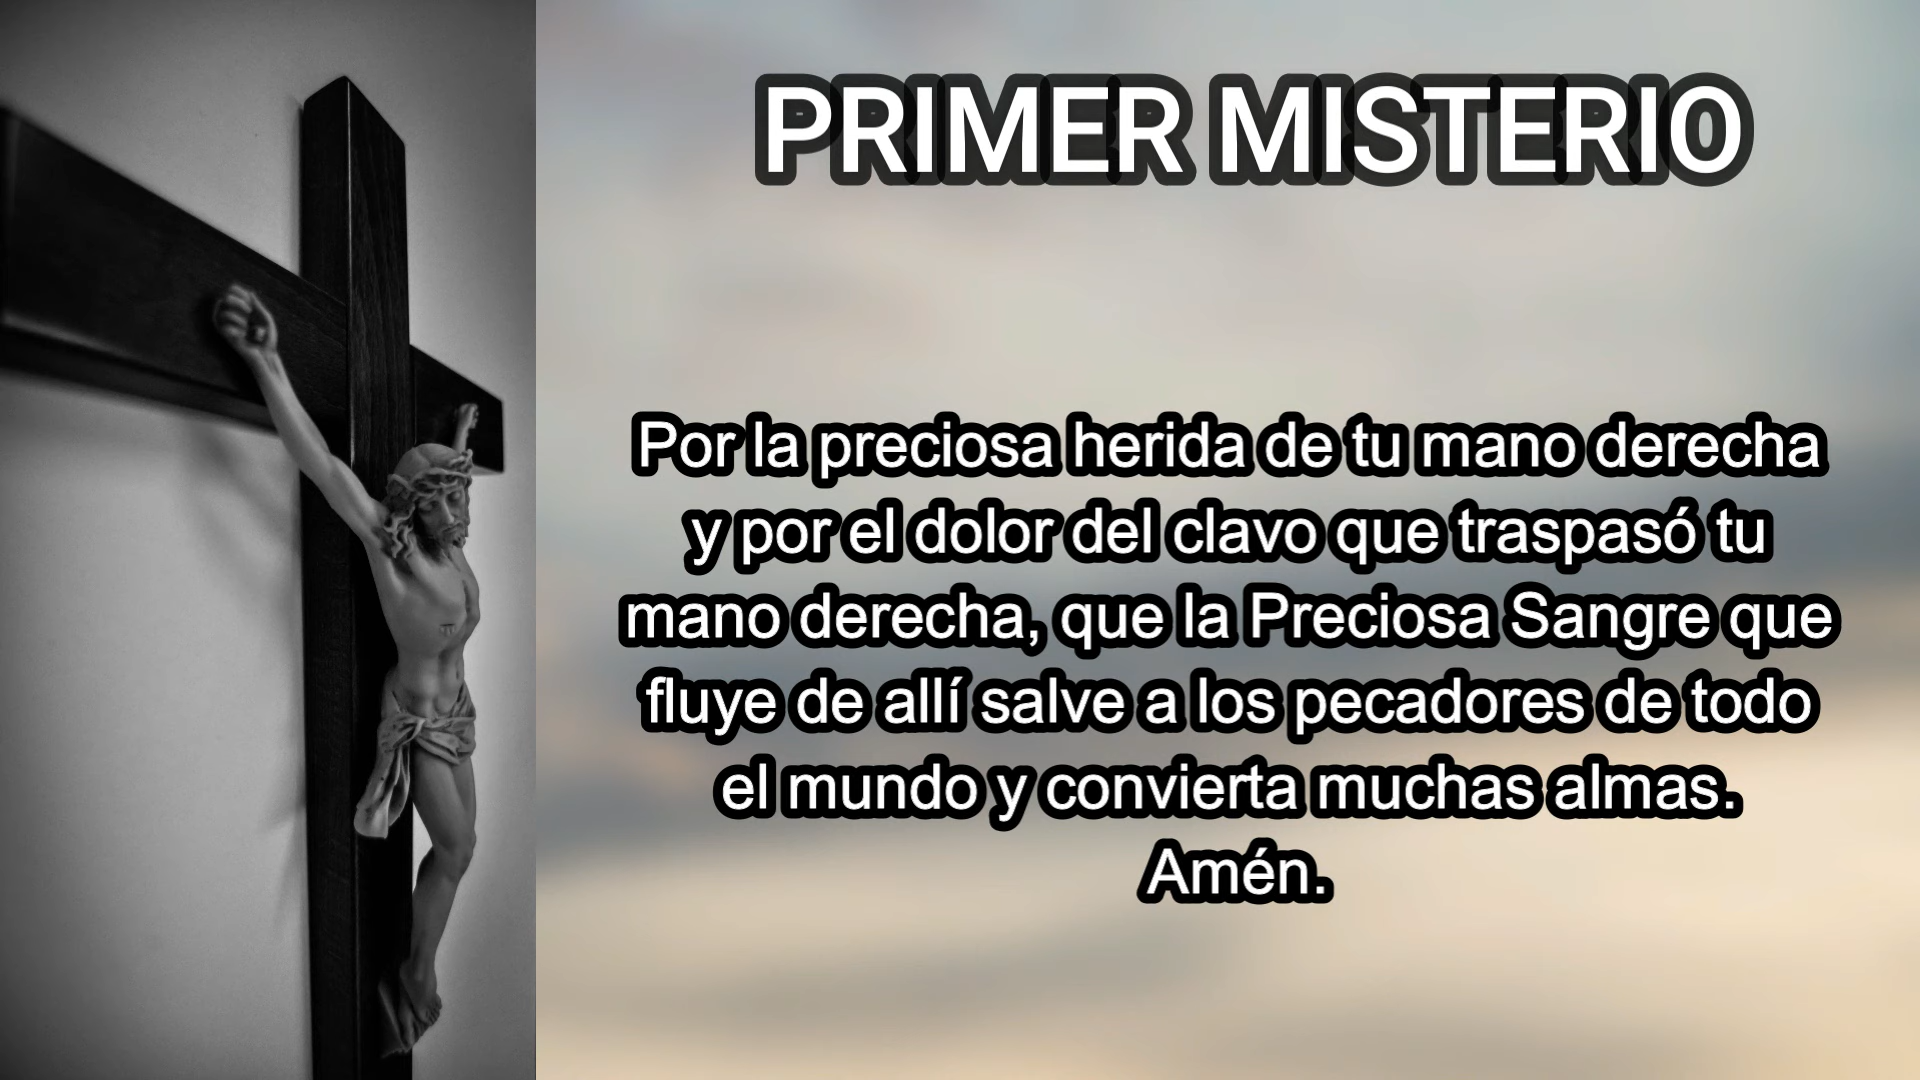 PRIMER MISTERIO
Por la preciosa herida de tu mano derecha
y por el dolor del clavo que traspasó tu
mano derecha, que la Preciosa Sangre que
fluye de allí salve a los pecadores de todo
el mundo y convierta muchas almas.
Amén.